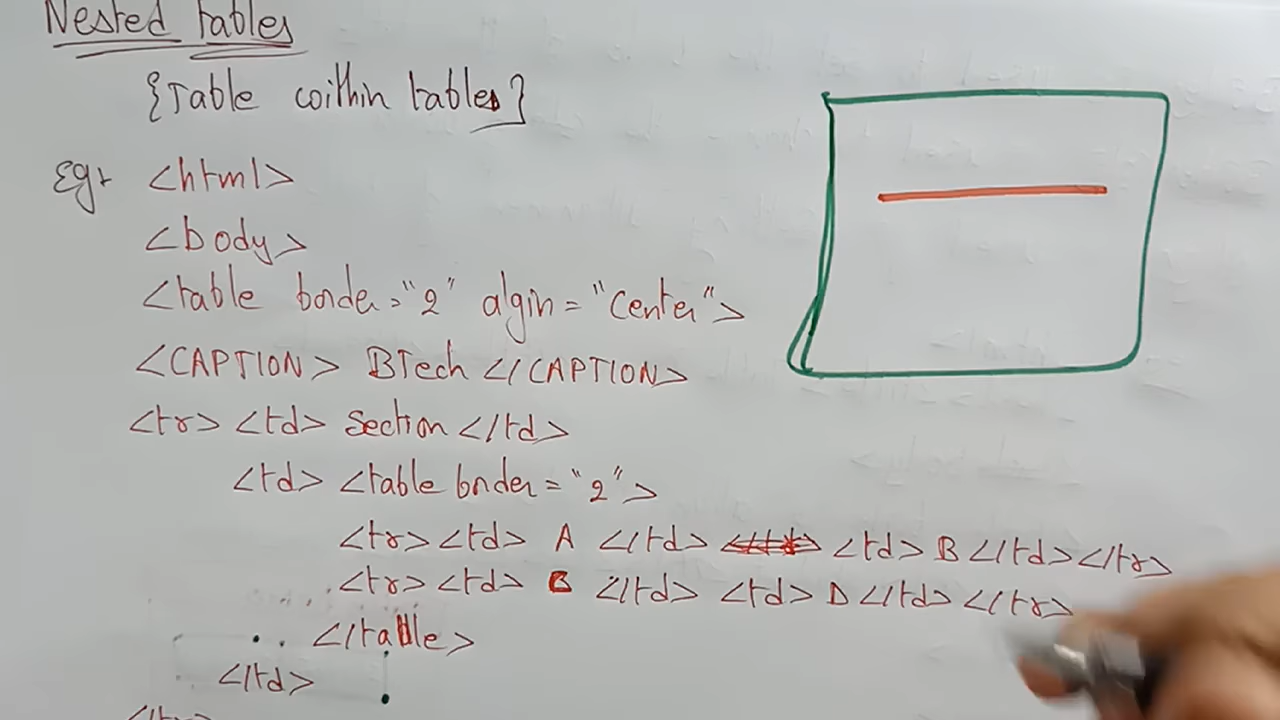 Nested tables
{Table within tables}
Eg:- <html>
<body>
<table border="2" algin="center">
<CAPTION> BTech </CAPTION>
<tr> <td> Section </td>
<td> <table border="2">
<tr><td> A </td> <td> B </td></tr>
<tr><td> C </td> <td> D </td> </tr>
</table>
</td>
</tr>